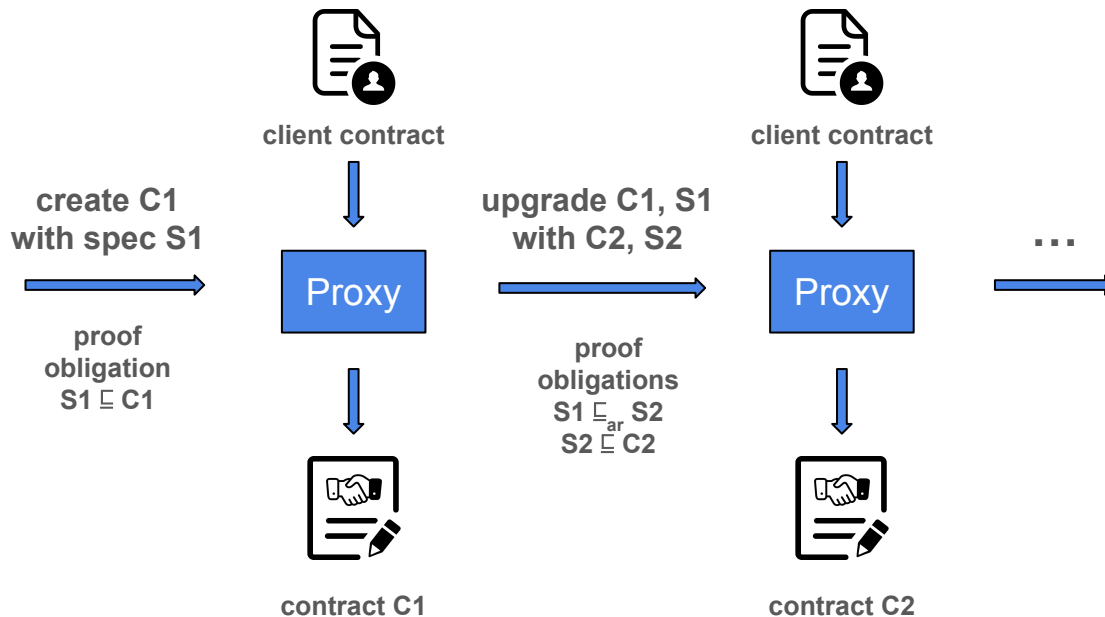 client contract
client contract
create C1
with spec S1
upgrade C1, S1
with C2, S2
...
Proxy
Proxy
proof
obligation
S1 ⊑ C1
proof
obligations
S1 ⊑ar S2
S2 ⊑ C2
contract C1
contract C2